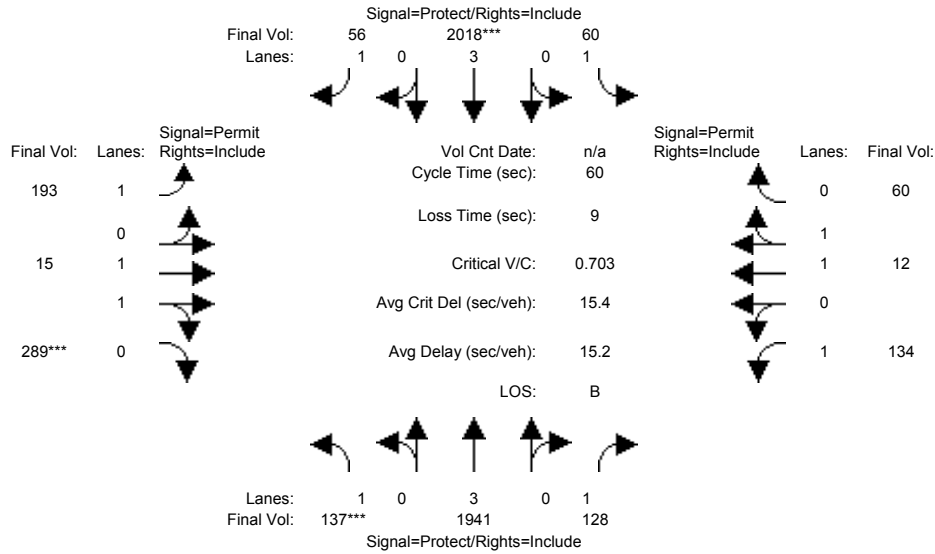 Signal=Protect/Rights=Include
Final Vol: 56 2018*** 60
Lanes: 1 0 3 0 1
Signal=Permit Signal=Permit
Final Vol: Lanes: Rights=Include Vol Cnt Date: n/a Rights=Include Lanes: Final Vol:
Cycle Time (sec): 60
193 1 0 60
Loss Time (sec): 9
0 1
15 1 Critical V/C: 0.703 1 12
1 Avg Crit Del (sec/veh): 15.4 0
289*** 0 Avg Delay (sec/veh): 15.2 1 134
LOS: B
Lanes: 1 0 3 0 1
Final Vol: 137*** 1941 128
Signal=Protect/Rights=Include